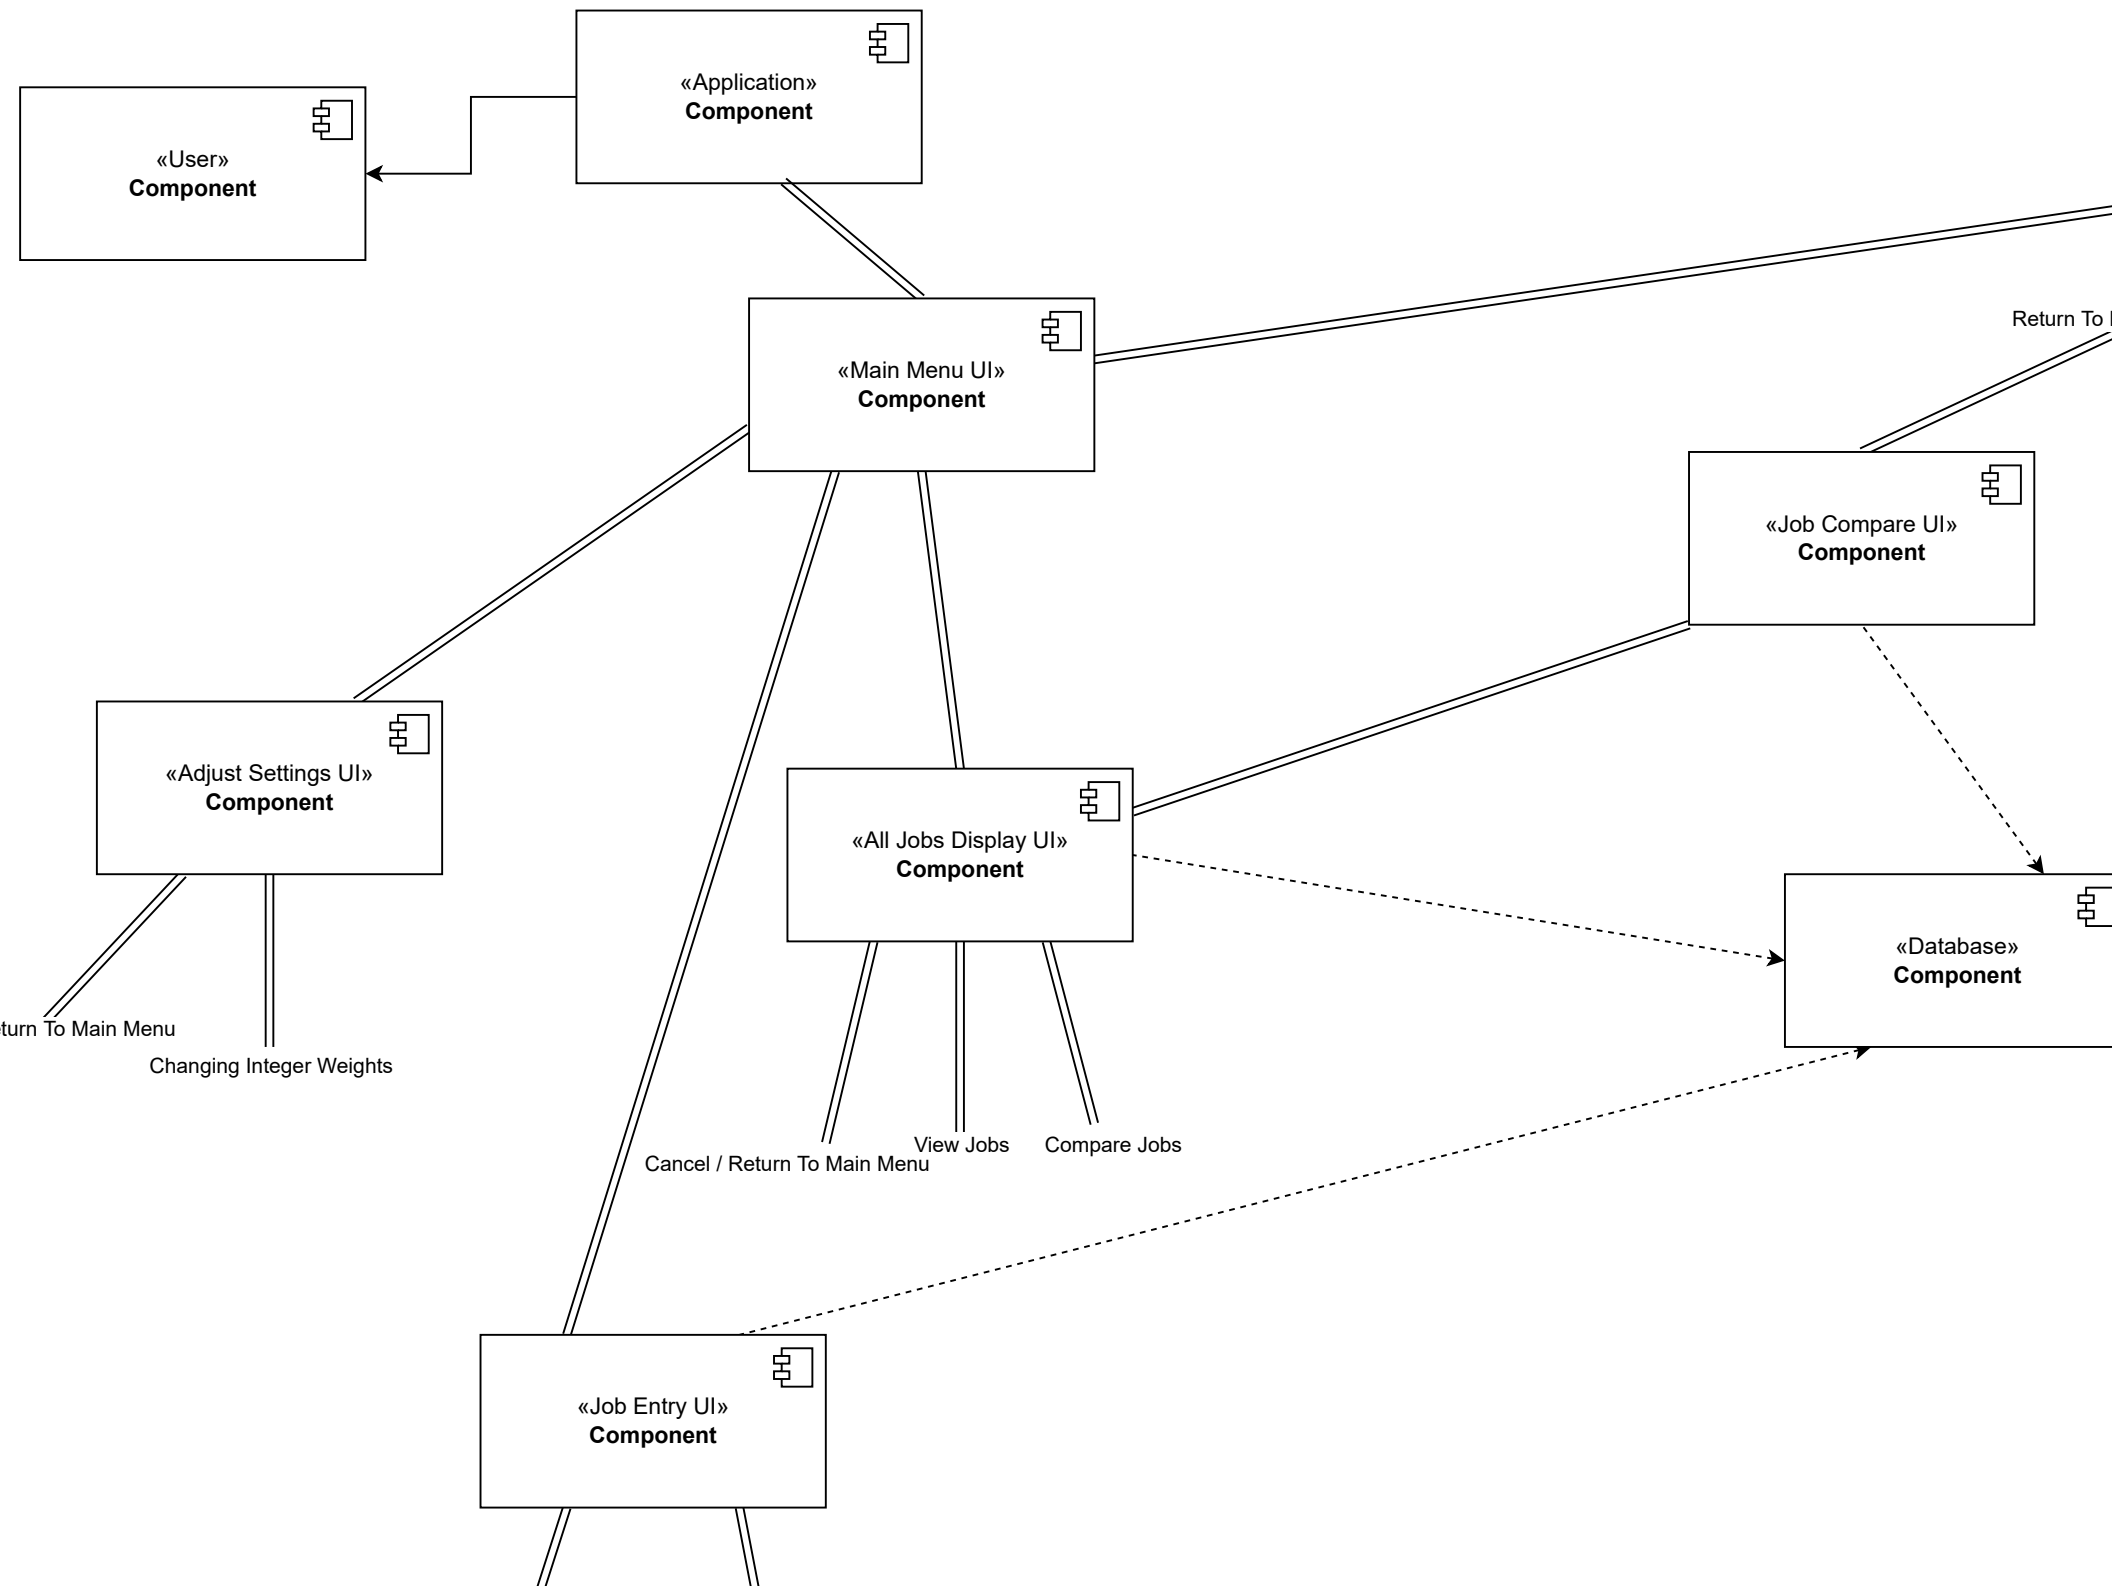 «Application»
Component
«User»
Component
Return To
«Main Menu UI»
Component
«Job Compare UI»
Component
«Adjust Settings UI»
Component
«All Jobs Display UI»
Component
«Database»
Component
To Main Menu
Changing Integer Weights
View Jobs
Compare Jobs
Cancel / Return To Main Menu
«Job Entry UI»
Component